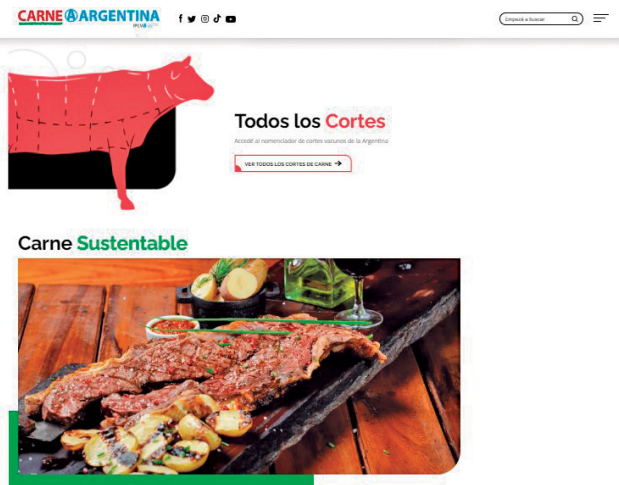 CARNE ARGENTINA
IPCVA
Empezá a buscar
Todos los Cortes
Accedé al nomenclador de cortes vacunos de la Argentina
VER TODOS LOS CORTES DE CARNE
Carne Sustentable